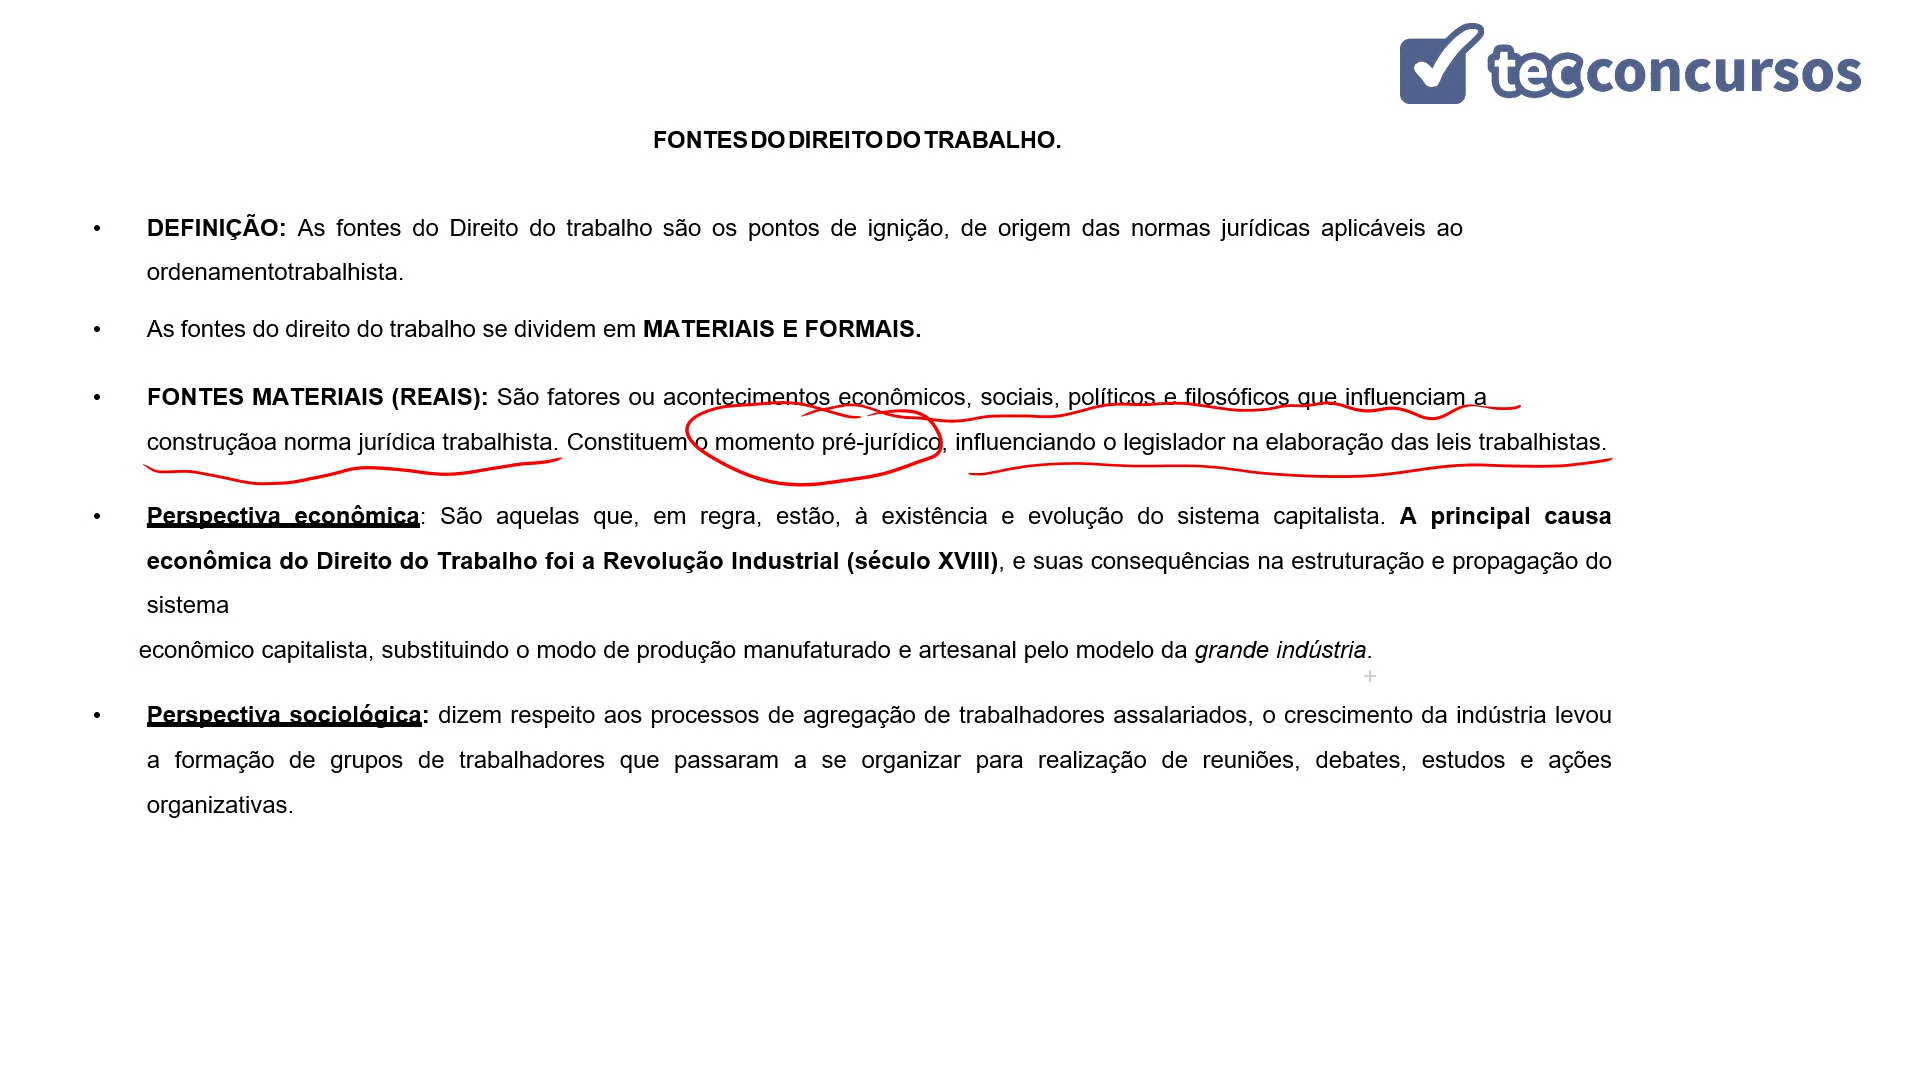 tecconcursos
FONTES DO DIREITO DO TRABALHO.
• DEFINIÇÃO: As fontes do Direito do trabalho são os pontos de ignição, de origem das normas jurídicas aplicáveis ao
ordenamentotrabalhista.
• As fontes do direito do trabalho se dividem em MATERIAIS E FORMAIS.
• FONTES MATERIAIS (REAIS): São fatores ou acontecimentos econômicos, sociais, políticos e filosóficos que influenciam a
construçãoa norma jurídica trabalhista. Constituem o momento pré-jurídico, influenciando o legislador na elaboração das leis trabalhistas.
• Perspectiva econômica: São aquelas que, em regra, estão, à existência e evolução do sistema capitalista. A principal causa
econômica do Direito do Trabalho foi a Revolução Industrial (século XVIII), e suas consequências na estruturação e propagação do
sistema
econômico capitalista, substituindo o modo de produção manufaturado e artesanal pelo modelo da grande indústria.
• Perspectiva sociológica: dizem respeito aos processos de agregação de trabalhadores assalariados, o crescimento da indústria levou
a formação de grupos de trabalhadores que passaram a se organizar para realização de reuniões, debates, estudos e ações
organizativas.